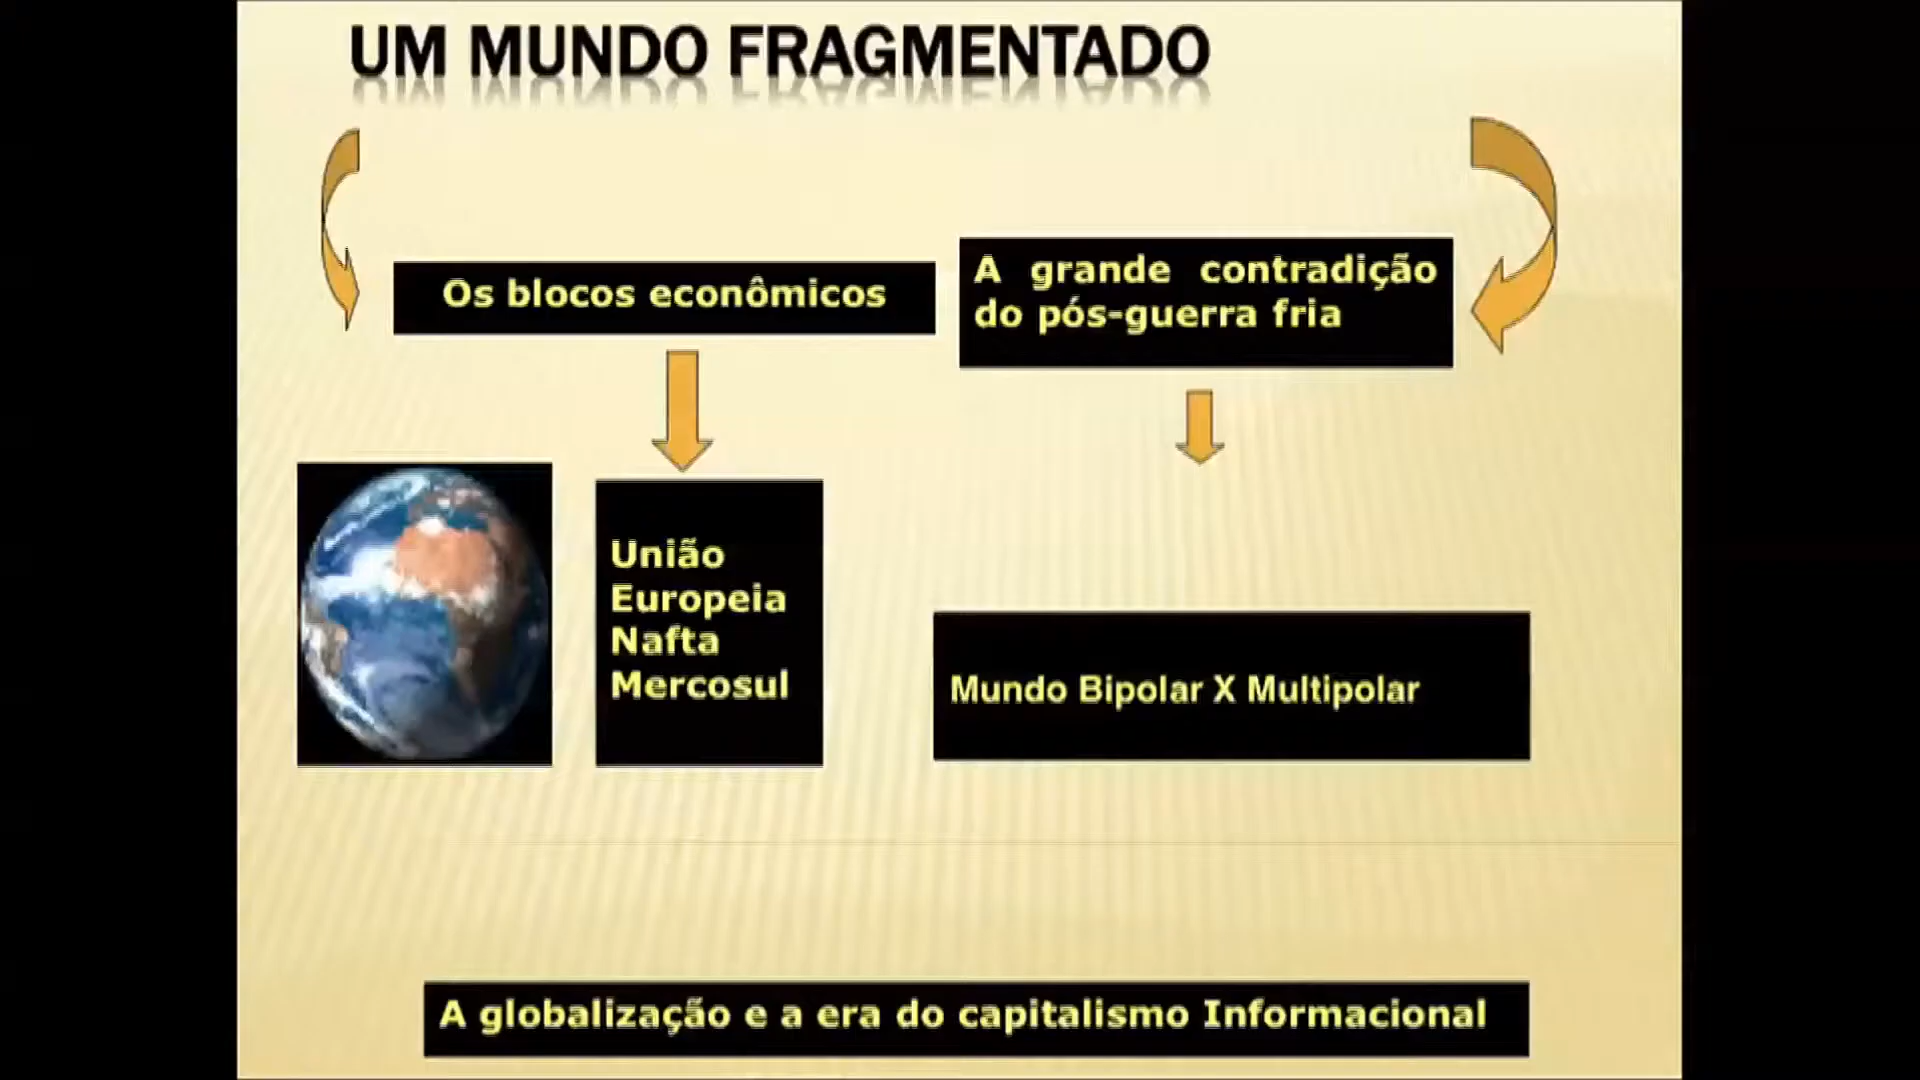 UM MUNDO FRAGMENTADO
Os blocos econômicos
A grande contradição
do pós-guerra fria
União
Europeia
Nafta
Mercosul
Mundo Bipolar X Multipolar
A globalização e a era do capitalismo Informacional